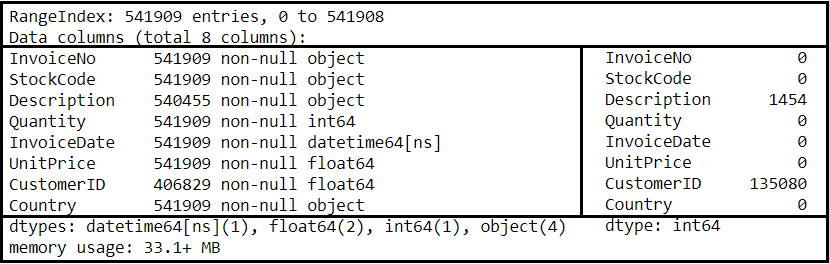 RangeIndex: 541909 entries, 0 to 541908
Data columns (total 8 columns):
InvoiceNo 541909 non-null object
StockCode 541909 non-null object
Description 540455 non-null object
Quantity 541909 non-null int64
InvoiceDate 541909 non-null datetime64[ns]
UnitPrice 541909 non-null float64
CustomerID 406829 non-null float64
Country 541909 non-null object
dtypes: datetime64[ns](1), float64(2), int64(1), object(4)
memory usage: 33.1+ MB
InvoiceNo 0
StockCode 0
Description 1454
Quantity 0
InvoiceDate 0
UnitPrice 0
CustomerID 135080
Country 0
dtype: int64